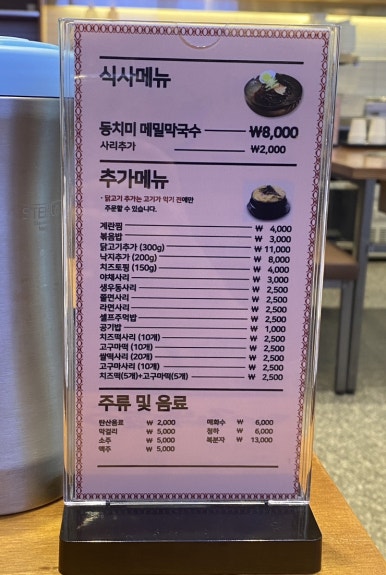 식사메뉴
동치미 메밀막국수 ₩8,000
사리추가 ₩2,000
추가메뉴
· 닭고기 추가는 고기가 익기 전에만
주문할 수 있습니다.
계란찜 ₩ 4,000
볶음밥 ₩ 3,000
닭고기추가 (300g) ₩ 11,000
낙지추가 (200g) ₩ 8,000
치즈토핑 (150g) ₩ 4,000
야채사리 ₩ 3,000
생우동사리 ₩ 2,500
쫄면사리 ₩ 2,500
라면사리 ₩ 2,500
셀프주먹밥 ₩ 2,500
공기밥 ₩ 1,000
치즈떡사리 (10개) ₩ 2,500
고구마떡 (10개) ₩ 2,500
쌀떡사리 (20개) ₩ 2,500
고구마사리 (10개) ₩ 2,500
치즈떡(5개)+고구마떡(5개) ₩ 2,500
주류 및 음료
탄산음료 ₩ 2,000 매화수 ₩ 6,000
막걸리 ₩ 5,000 청하 ₩ 6,000
소주 ₩ 5,000 복분자 ₩ 13,000
맥주 ₩ 5,000